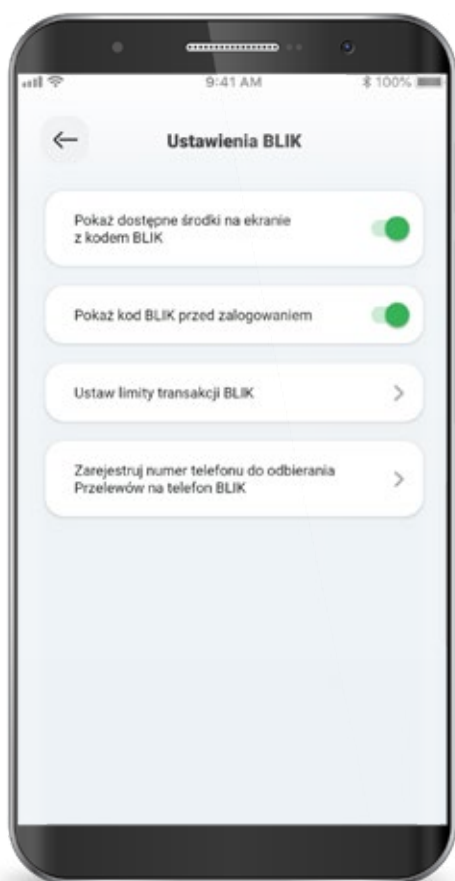 9:41 AM
100%
Ustawienia BLIK
Pokaż dostępne środki na ekranie
z kodem BLIK
Pokaż kod BLIK przed zalogowaniem
Ustaw limity transakcji BLIK
Zarejestruj numer telefonu do odbierania
Przelewów na telefon BLIK